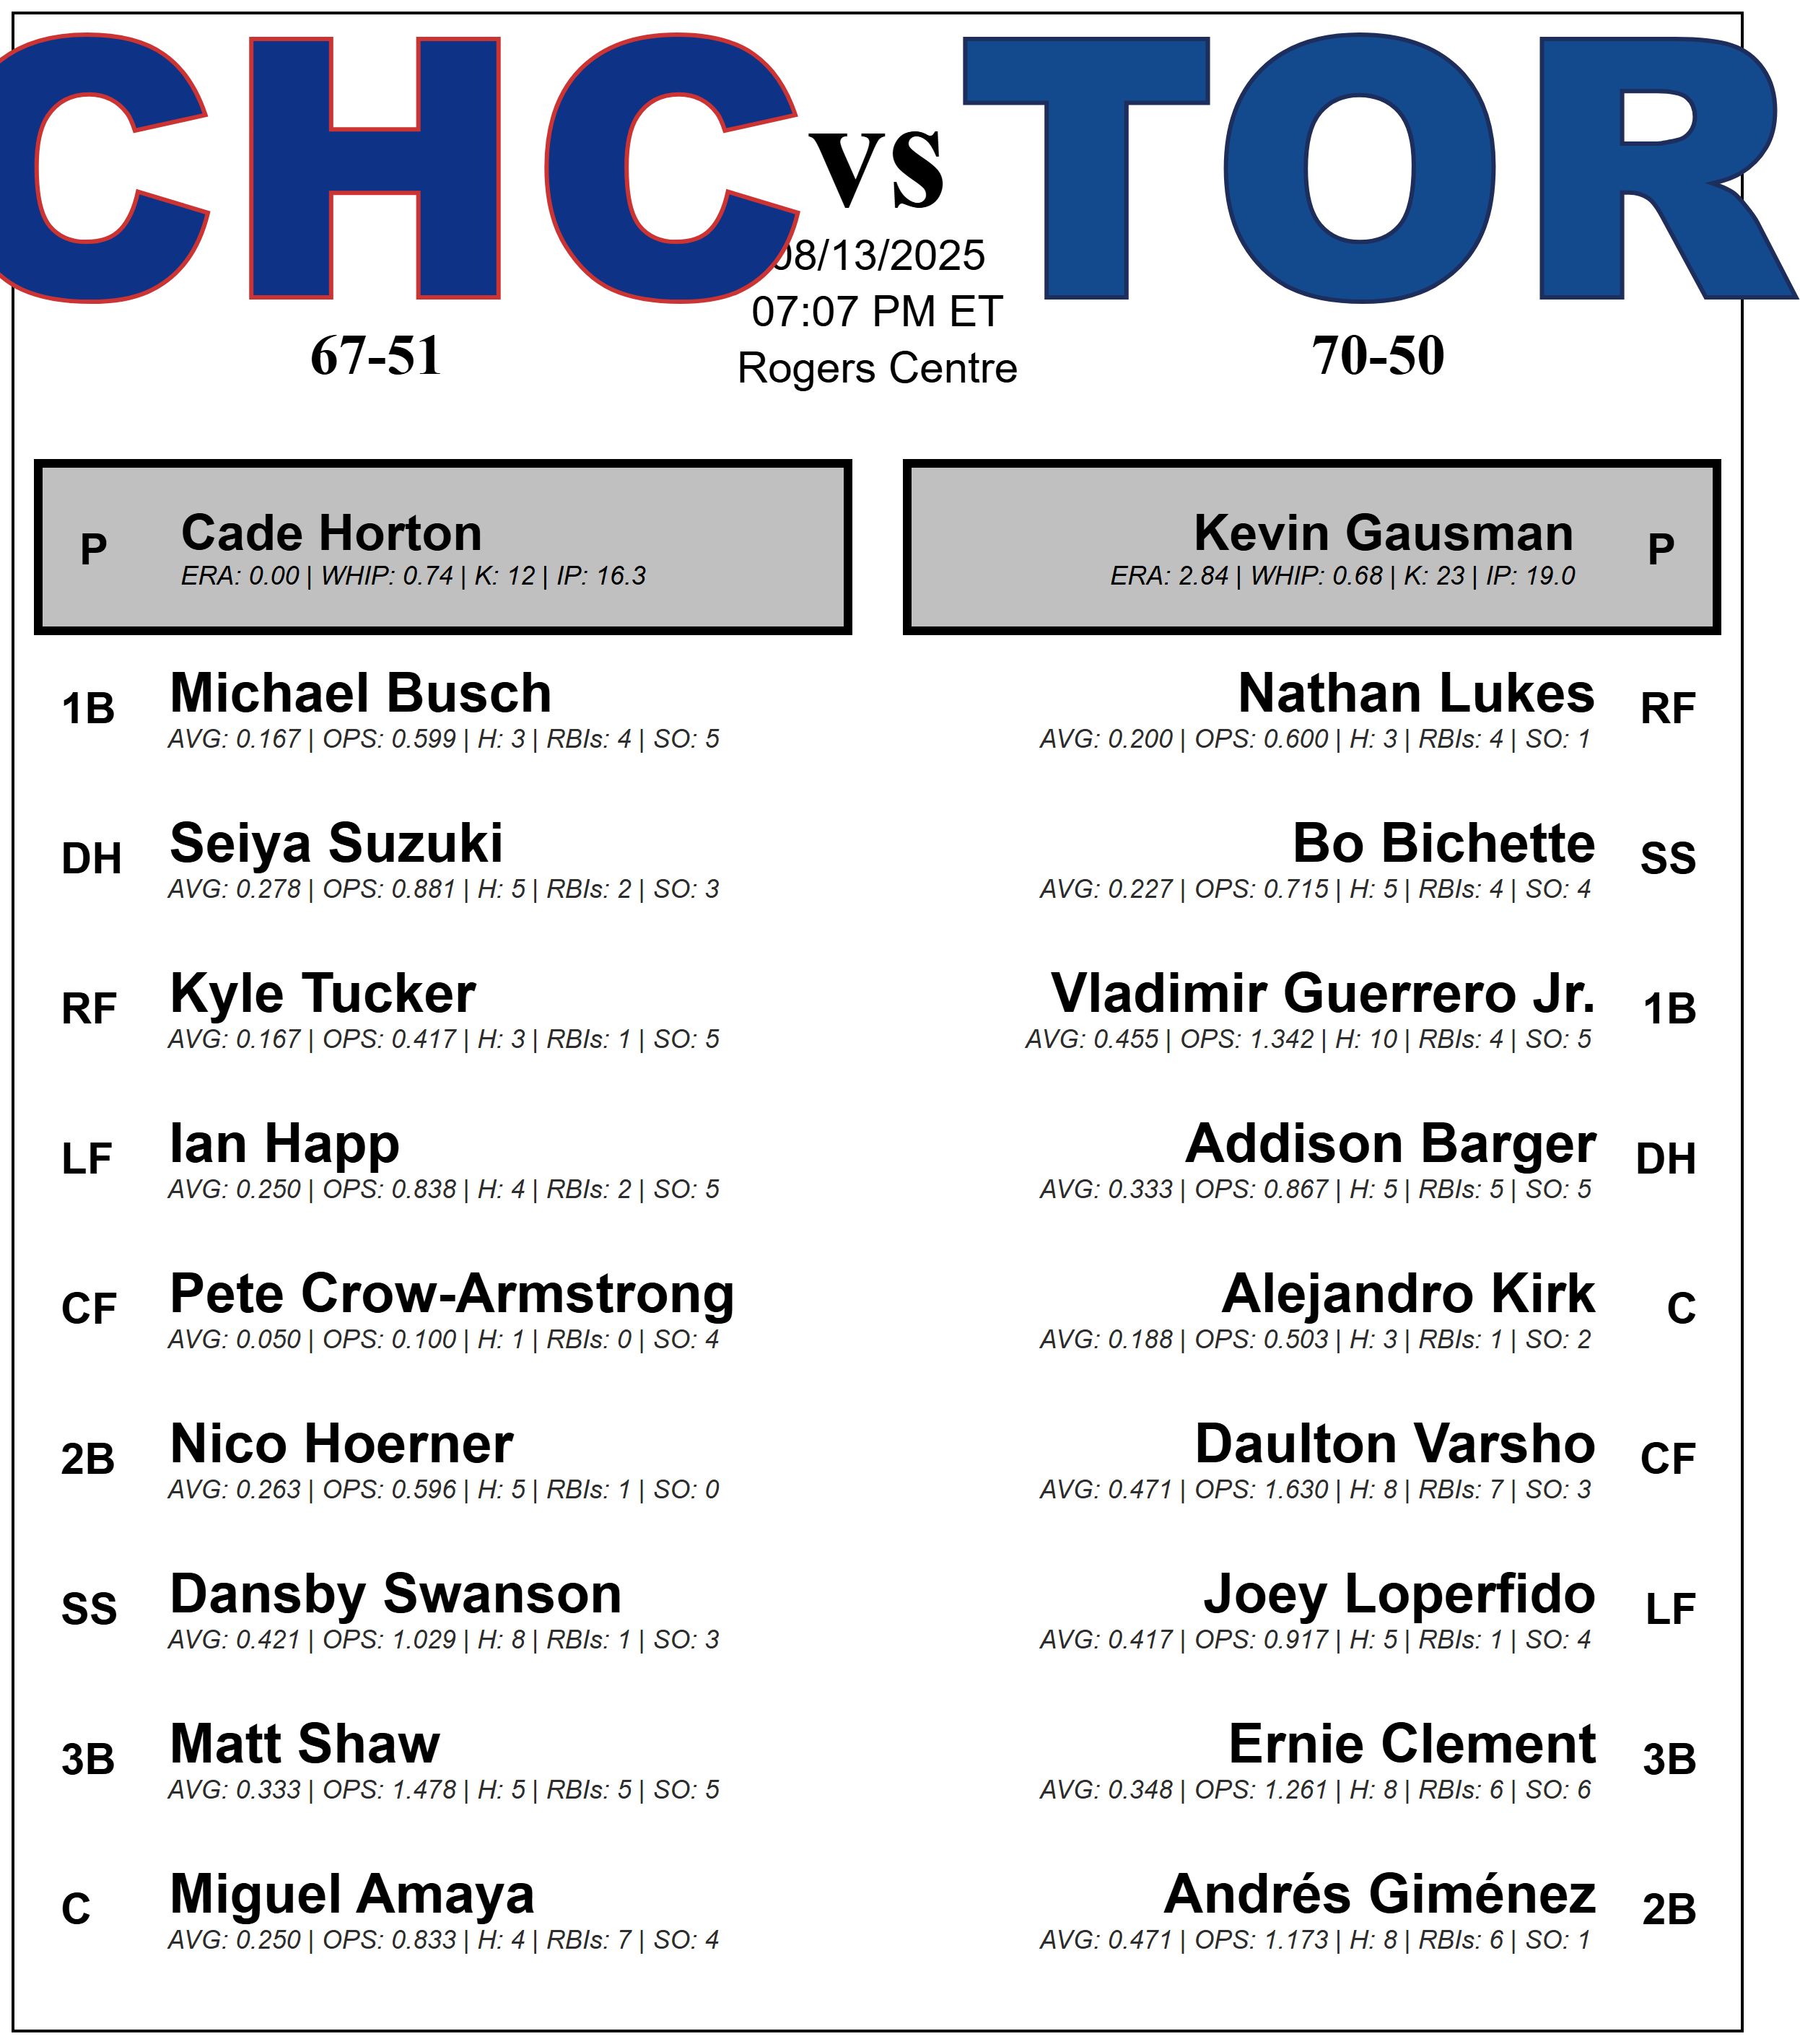 CHC vs TOR
08/13/2025
07:07 PM ET
67-51 Rogers Centre 70-50
P Cade Horton
ERA: 0.00 | WHIP: 0.74 | K: 12 | IP: 16.3
Kevin Gausman P
ERA: 2.84 | WHIP: 0.68 | K: 23 | IP: 19.0
1B Michael Busch
AVG: 0.167 | OPS: 0.599 | H: 3 | RBIs: 4 | SO: 5
Nathan Lukes RF
AVG: 0.200 | OPS: 0.600 | H: 3 | RBIs: 4 | SO: 1
DH Seiya Suzuki
AVG: 0.278 | OPS: 0.881 | H: 5 | RBIs: 2 | SO: 3
Bo Bichette SS
AVG: 0.227 | OPS: 0.715 | H: 5 | RBIs: 4 | SO: 4
RF Kyle Tucker
AVG: 0.167 | OPS: 0.417 | H: 3 | RBIs: 1 | SO: 5
Vladimir Guerrero Jr. 1B
AVG: 0.455 | OPS: 1.342 | H: 10 | RBIs: 4 | SO: 5
LF Ian Happ
AVG: 0.250 | OPS: 0.838 | H: 4 | RBIs: 2 | SO: 5
Addison Barger DH
AVG: 0.333 | OPS: 0.867 | H: 5 | RBIs: 5 | SO: 5
CF Pete Crow-Armstrong
AVG: 0.050 | OPS: 0.100 | H: 1 | RBIs: 0 | SO: 4
Alejandro Kirk C
AVG: 0.188 | OPS: 0.503 | H: 3 | RBIs: 1 | SO: 2
2B Nico Hoerner
AVG: 0.263 | OPS: 0.596 | H: 5 | RBIs: 1 | SO: 0
Daulton Varsho CF
AVG: 0.471 | OPS: 1.630 | H: 8 | RBIs: 7 | SO: 3
SS Dansby Swanson
AVG: 0.421 | OPS: 1.029 | H: 8 | RBIs: 1 | SO: 3
Joey Loperfido LF
AVG: 0.417 | OPS: 0.917 | H: 5 | RBIs: 1 | SO: 4
3B Matt Shaw
AVG: 0.333 | OPS: 1.478 | H: 5 | RBIs: 5 | SO: 5
Ernie Clement 3B
AVG: 0.348 | OPS: 1.261 | H: 8 | RBIs: 6 | SO: 6
C Miguel Amaya
AVG: 0.250 | OPS: 0.833 | H: 4 | RBIs: 7 | SO: 4
Andrés Giménez 2B
AVG: 0.471 | OPS: 1.173 | H: 8 | RBIs: 6 | SO: 1